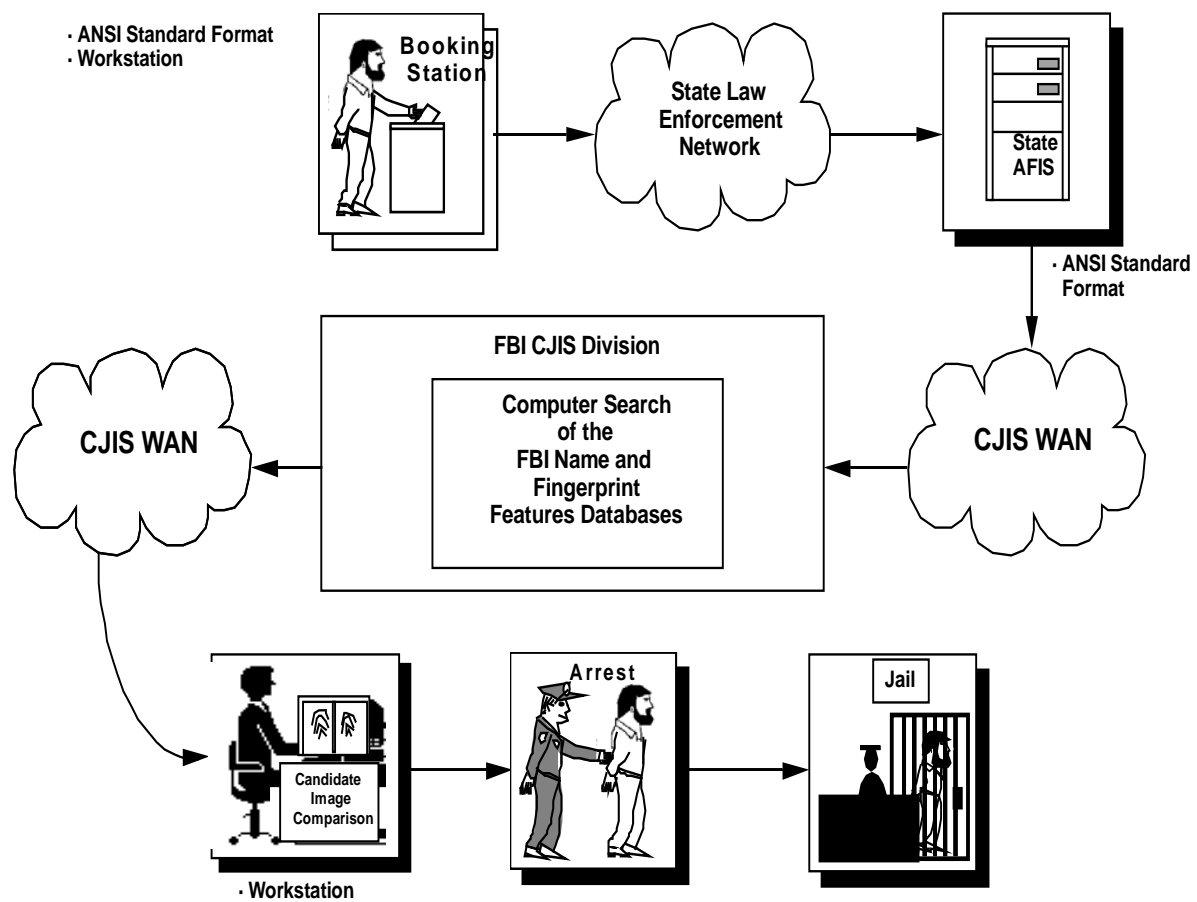 · ANSI Standard Format
· Workstation
Booking
Station
State Law
Enforcement
Network
State
AFIS
· ANSI Standard
Format
FBI CJIS Division
Computer Search
of the
FBI Name and
Fingerprint
Features Databases
CJIS WAN
CJIS WAN
Candidate
Image
Comparison
· Workstation
Arrest
Jail